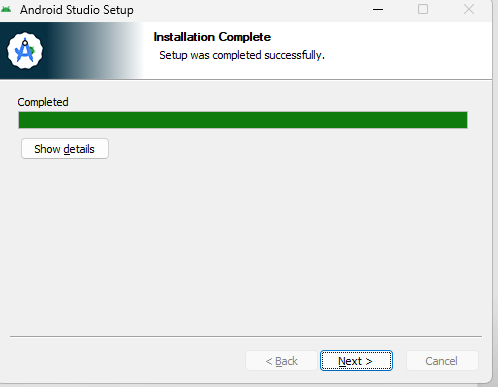 Android Studio Setup
Installation Complete
Setup was completed successfully.
Completed
Show details
< Back
Next >
Cancel